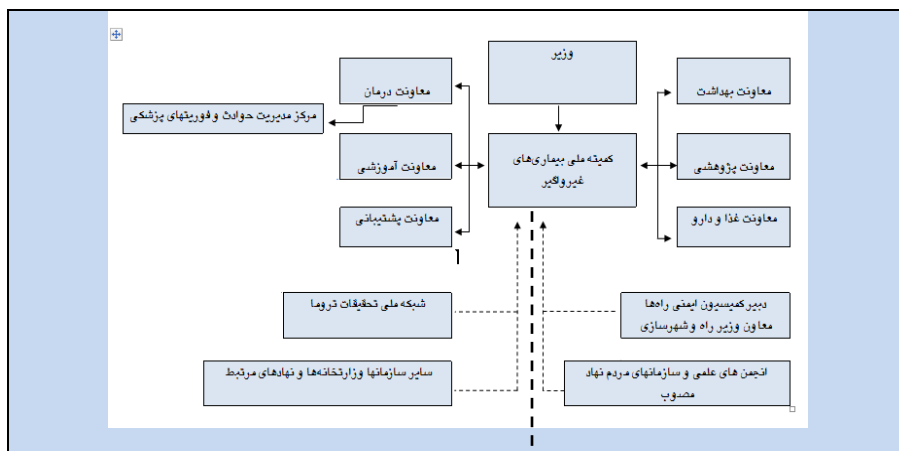 وزیر
معاونت درمان
معاونت بهداشت
مرکز مدیریت حوادث و فوریتهای پزشکی
کمیته ملی بیماری‌های
غیرواگیر
معاونت آموزشی
معاونت پژوهشی
معاونت پشتیبانی
معاونت غذا و دارو
شبکه ملی تحقیقات تروما
دبیر کمیسیون ایمنی راه‌ها
معاون وزیر راه و شهرسازی
سایر سازمانها وزارتخانه‌ها و نهادهای مرتبط
انجمن های علمی و سازمانهای مردم نهاد
مصوب